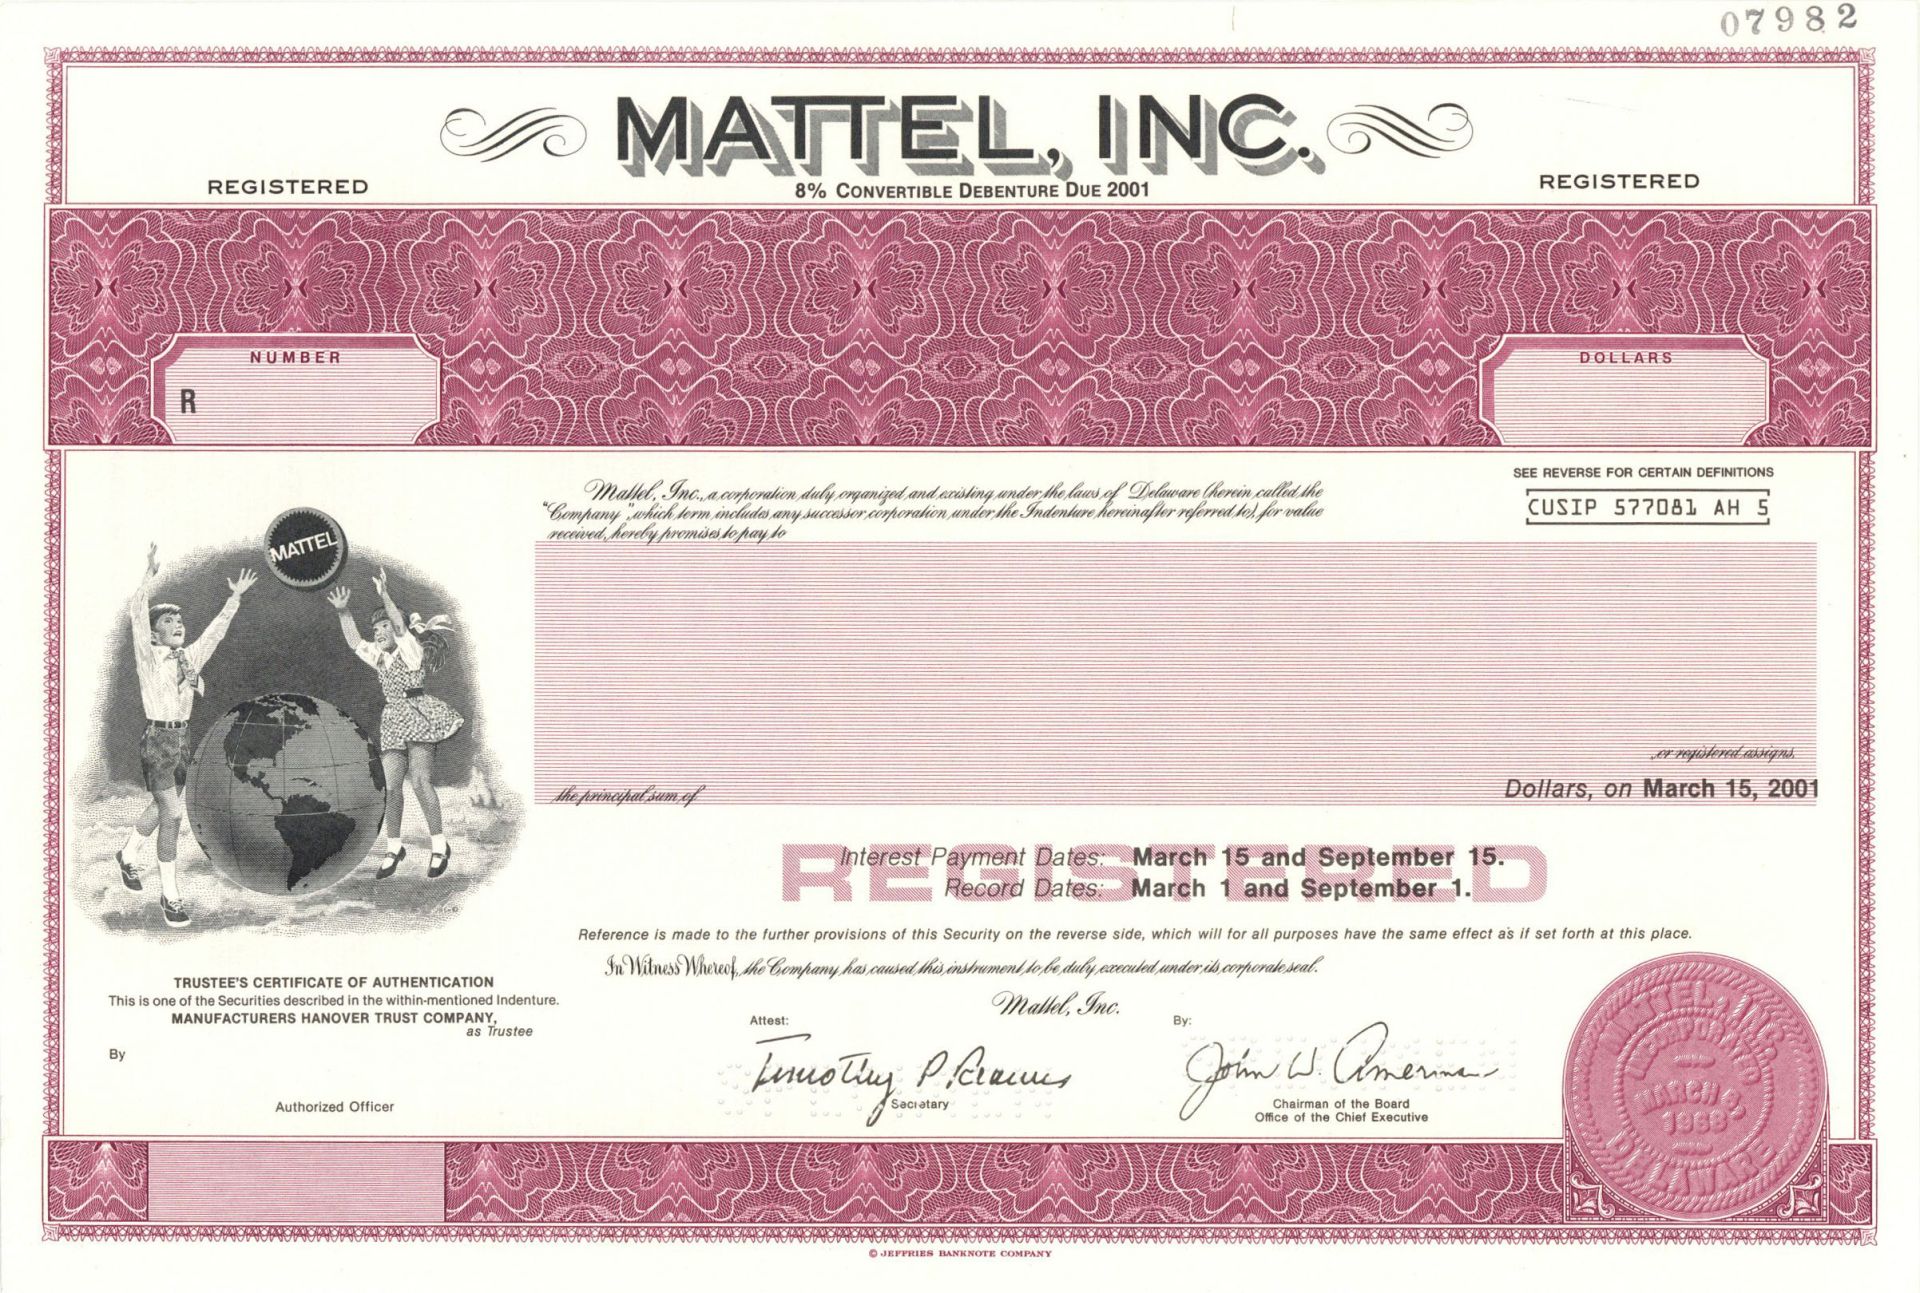 07982
MATTEL, INC.
8% CONVERTIBLE DEBENTURE DUE 2001
REGISTERED
REGISTERED
NUMBER
R
DOLLARS
SEE REVERSE FOR CERTAIN DEFINITIONS
CUSIP 577081 AH 5
Mattel, Inc., a corporation duly organized and existing under the laws of Delaware (herein called the
"Company", which term includes any successor corporation under the Indenture hereinafter referred to), for value
received, hereby promises to pay to
MATTEL
or registered assigns,
the principal sum of
Dollars, on March 15, 2001
REGISTERED
Interest Payment Dates: March 15 and September 15.
Record Dates: March 1 and September 1.
Reference is made to the further provisions of this Security on the reverse side, which will for all purposes have the same effect as if set forth at this place.
In Witness Whereof, the Company has caused this instrument to be duly executed under its corporate seal.
Mattel, Inc.
TRUSTEE'S CERTIFICATE OF AUTHENTICATION
This is one of the Securities described in the within-mentioned Indenture.
MANUFACTURERS HANOVER TRUST COMPANY,
as Trustee
By
Authorized Officer
Attest:
Timothy P.
Secretary
By:
John W. Amerman
Chairman of the Board
Office of the Chief Executive
MATTEL, INC.
INCORPORATED
MARCH 6,
1968
DELAWARE
© JEFFRIES BANKNOTE COMPANY